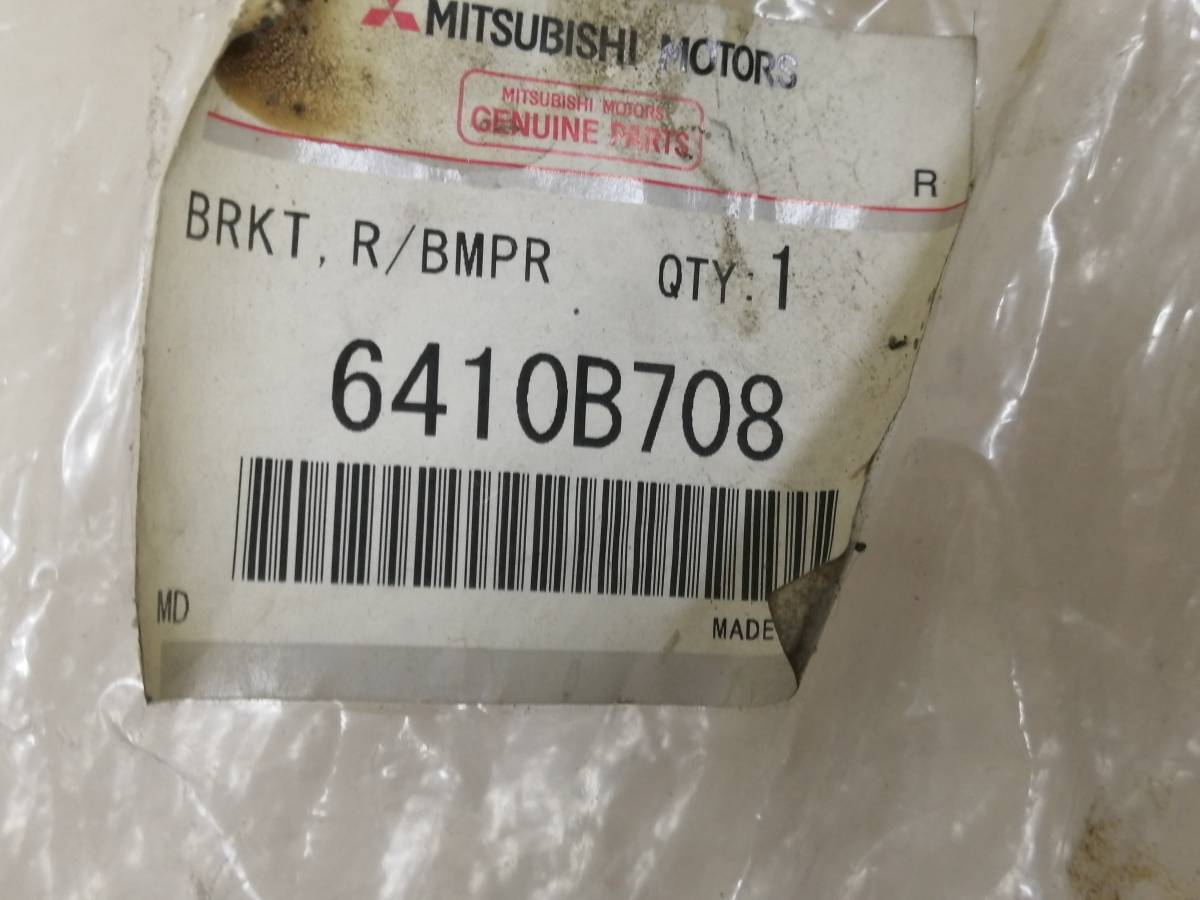 MITSUBISHI MOTORS
MITSUBISHI MOTORS
GENUINE PARTS
R
BRKT, R/BMPR QTY: 1
6410B708
MD
MADE